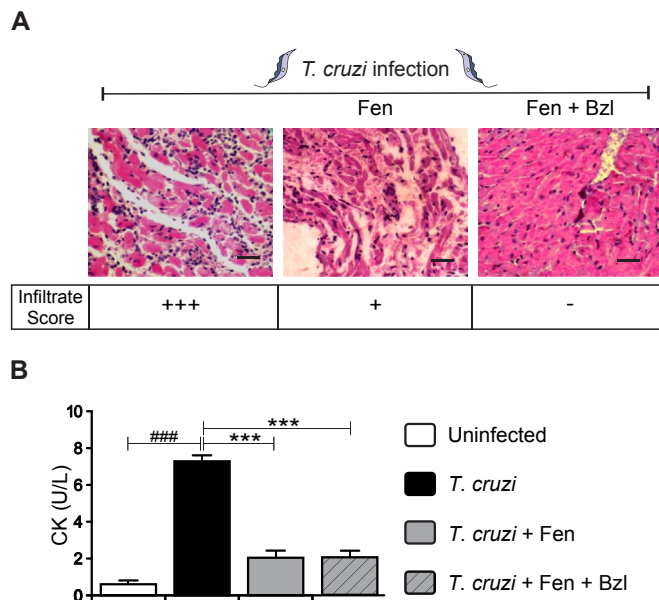 A
T. cruzi infection
Fen Fen + Bzl
Infiltrate Score +++ + -
B
CK (U/L)
10
8
6
4
2
0
### *** ***
Uninfected
T. cruzi
T. cruzi + Fen
T. cruzi + Fen + Bzl